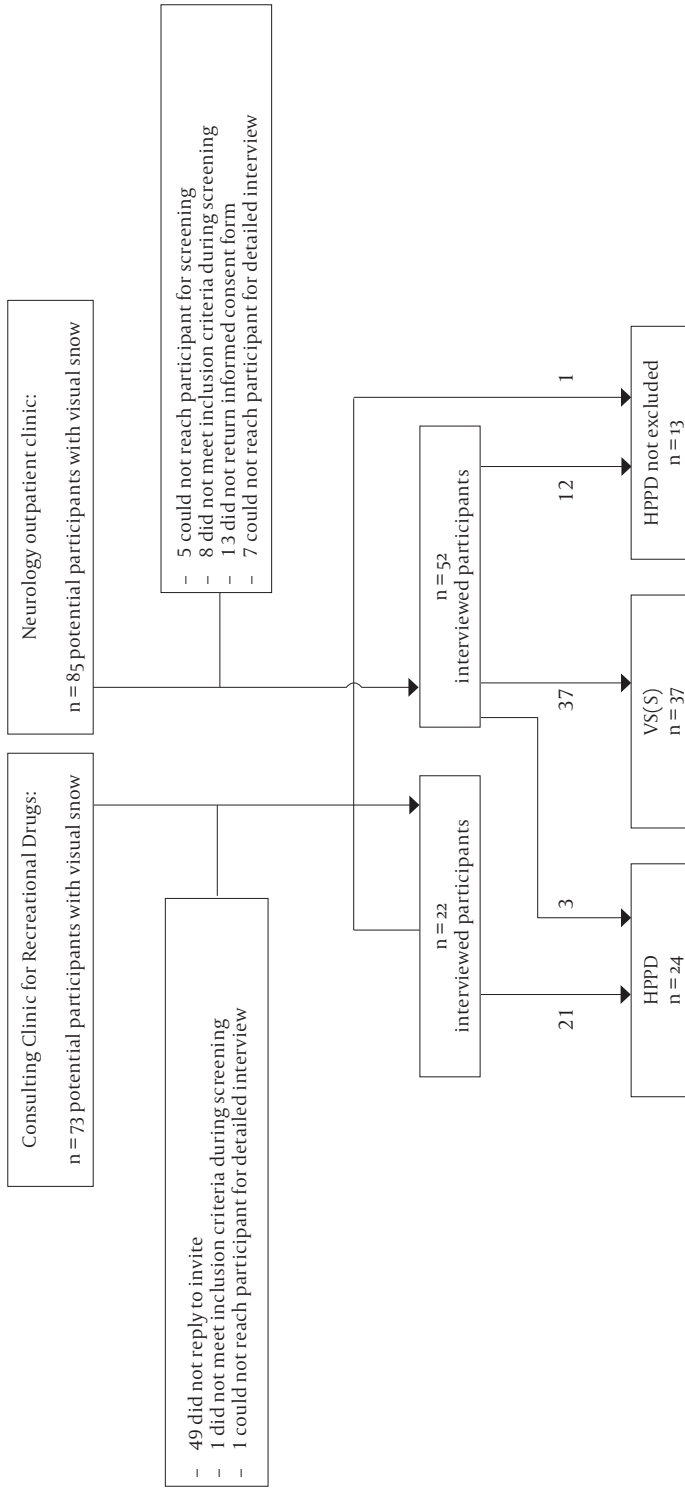 Consulting Clinic for Recreational Drugs:
n = 73 potential participants with visual snow
Neurology outpatient clinic:
n = 85 potential participants with visual snow
– 49 did not reply to invite
– 1 did not meet inclusion criteria during screening
– 1 could not reach participant for detailed interview
– 5 could not reach participant for screening
– 8 did not meet inclusion criteria during screening
– 13 did not return informed consent form
– 7 could not reach participant for detailed interview
n = 22
interviewed participants
n = 52
interviewed participants
21
3
37
12
1
HPPD
n = 24
VS(S)
n = 37
HPPD not excluded
n = 13